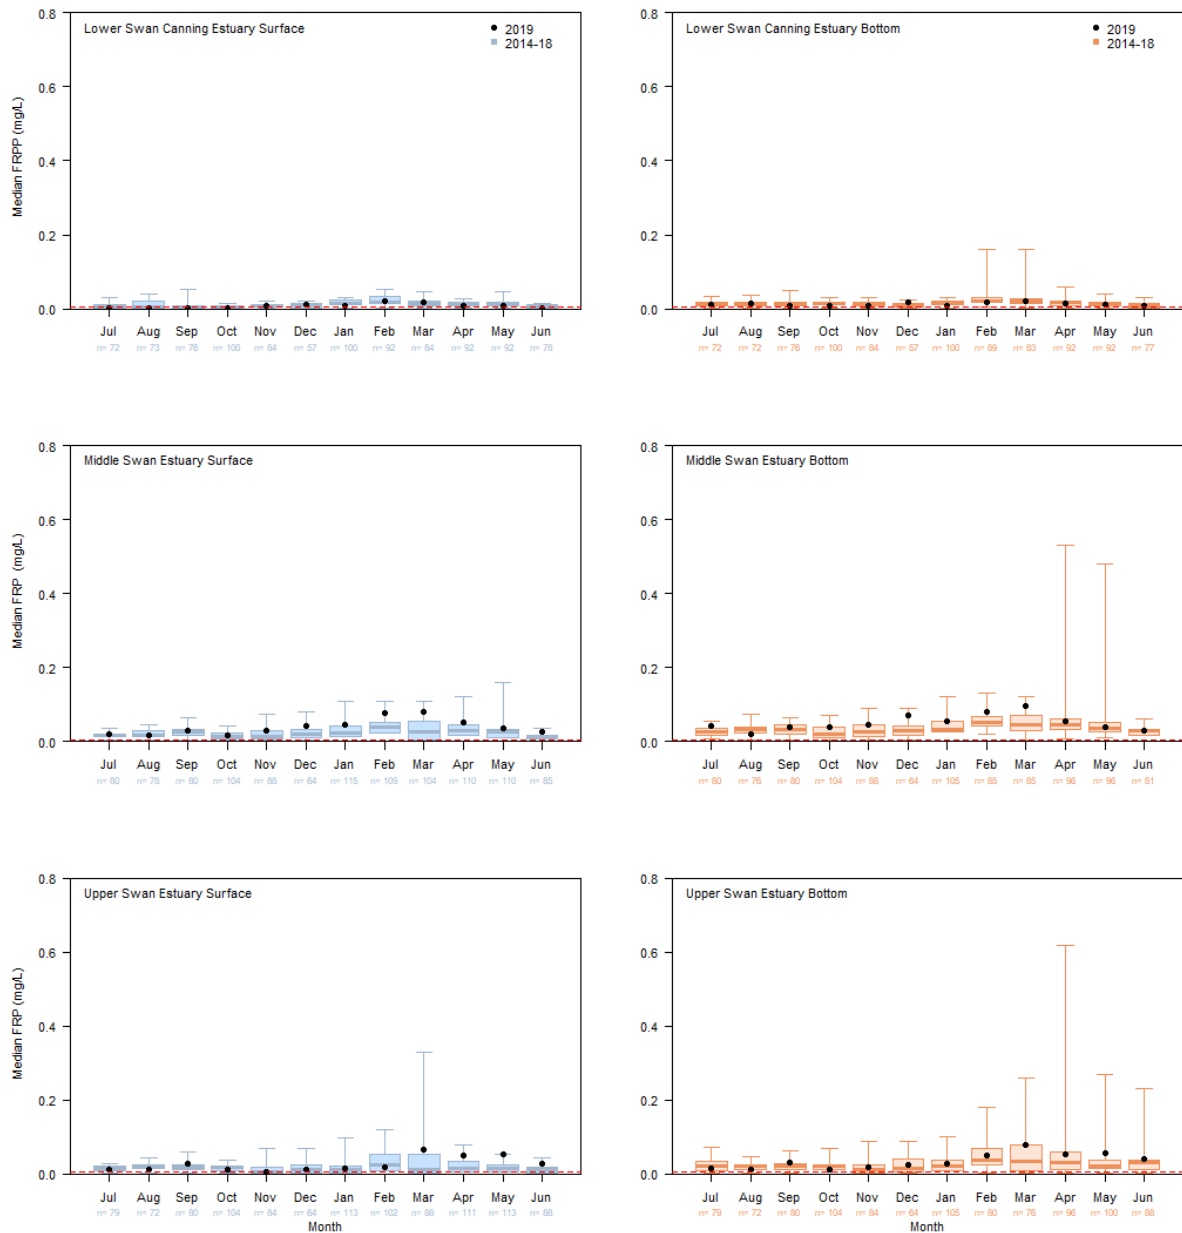 Lower Swan Canning Estuary Surface
2019
2014-18
Median FRPP (mg/L)
0.8
0.6
0.4
0.2
0.0
Jul Aug Sep Oct Nov Dec Jan Feb Mar Apr May Jun
n= 72 n= 73 n= 76 n= 100 n= 84 n= 57 n= 100 n= 92 n= 84 n= 92 n= 92 n= 78
Lower Swan Canning Estuary Bottom
2019
2014-18
0.8
0.6
0.4
0.2
0.0
Jul Aug Sep Oct Nov Dec Jan Feb Mar Apr May Jun
n= 72 n= 72 n= 76 n= 100 n= 84 n= 57 n= 100 n= 89 n= 83 n= 92 n= 92 n= 77
Middle Swan Estuary Surface
Median FRP (mg/L)
0.8
0.6
0.4
0.2
0.0
Jul Aug Sep Oct Nov Dec Jan Feb Mar Apr May Jun
n= 80 n= 78 n= 80 n= 104 n= 88 n= 64 n= 115 n= 109 n= 104 n= 110 n= 110 n= 85
Middle Swan Estuary Bottom
0.8
0.6
0.4
0.2
0.0
Jul Aug Sep Oct Nov Dec Jan Feb Mar Apr May Jun
n= 80 n= 76 n= 80 n= 104 n= 88 n= 64 n= 105 n= 85 n= 85 n= 96 n= 96 n= 81
Upper Swan Estuary Surface
Median FRP (mg/L)
0.8
0.6
0.4
0.2
0.0
Jul Aug Sep Oct Nov Dec Jan Feb Mar Apr May Jun
n= 79 n= 72 n= 80 n= 104 n= 84 n= 64 n= 113 n= 102 n= 88 n= 111 n= 113 n= 88
Month
Upper Swan Estuary Bottom
0.8
0.6
0.4
0.2
0.0
Jul Aug Sep Oct Nov Dec Jan Feb Mar Apr May Jun
n= 79 n= 72 n= 80 n= 104 n= 84 n= 64 n= 105 n= 80 n= 76 n= 96 n= 100 n= 88
Month